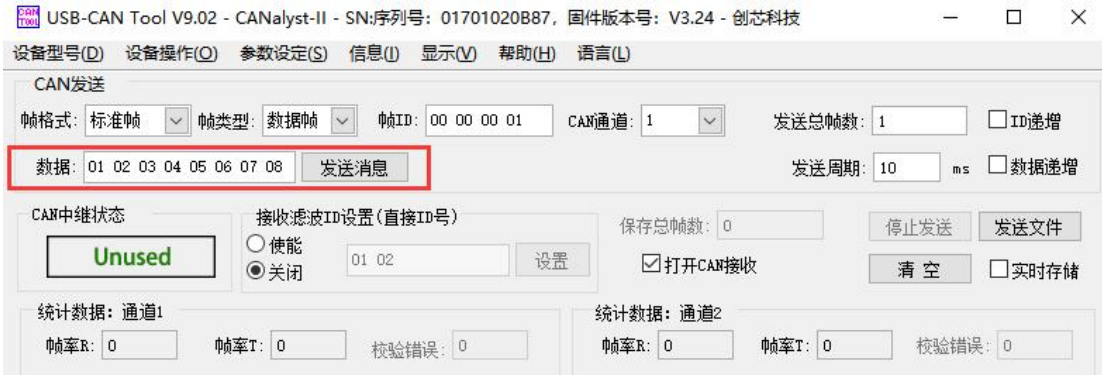 CAN TOOL USB-CAN Tool V9.02 - CANalyst-II - SN:序列号：01701020B87，固件版本号：V3.24 - 创芯科技
设备型号(D) 设备操作(O) 参数设定(S) 信息(I) 显示(V) 帮助(H) 语言(L)
CAN发送
帧格式: 标准帧 帧类型: 数据帧 帧ID: 00 00 00 01 CAN通道: 1 发送总帧数: 1 ID递增
数据: 01 02 03 04 05 06 07 08 发送消息 发送周期: 10 ms 数据递增
CAN中继状态 接收滤波ID设置(直接ID号) 保存总帧数: 0 停止发送 发送文件
Unused 使能 01 02 设置
关闭 打开CAN接收 清 空 实时存储
统计数据: 通道1 统计数据: 通道2
帧率R: 0 帧率T: 0 校验错误: 0 帧率R: 0 帧率T: 0 校验错误: 0